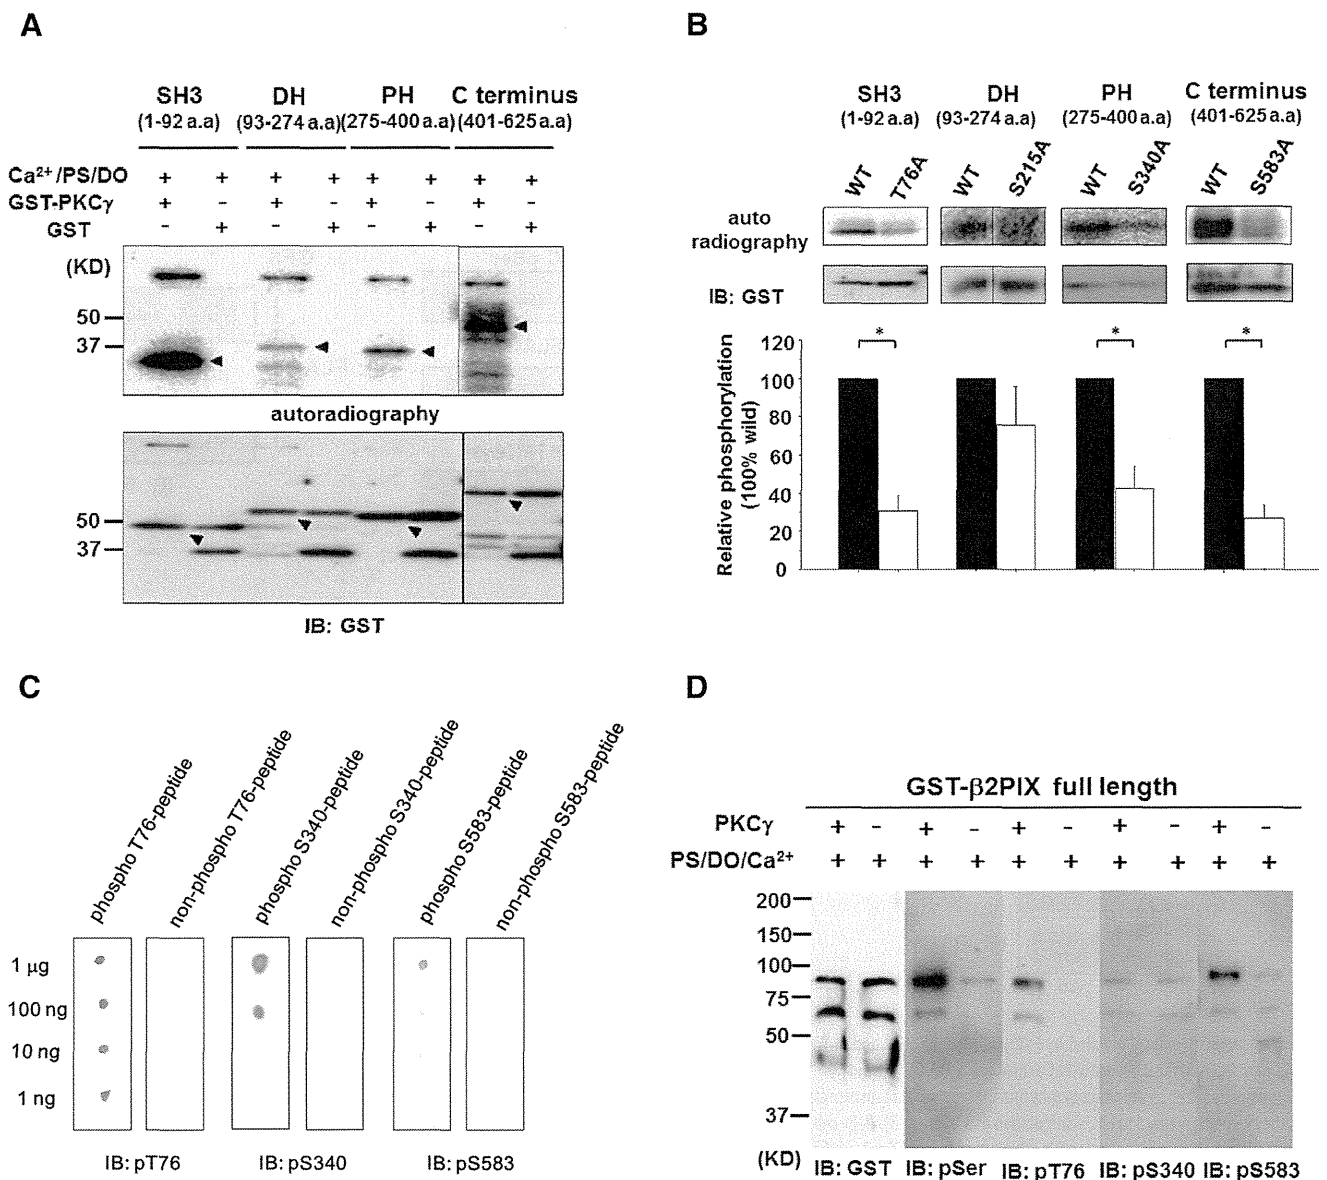 A
SH3 DH PH C terminus
(1-92 a.a) (93-274 a.a)(275-400 a.a)(401-625 a.a)
Ca²⁺/PS/DO + + + + + + + +
GST-PKCγ + - + - + - + -
GST - + - + - + - +
(KD)
50
37
autoradiography
50
37
IB: GST
B
SH3 DH PH C terminus
(1-92 a.a) (93-274 a.a) (275-400 a.a) (401-625 a.a)
WT T76A WT S215A WT S340A WT S583A
auto
radiography
IB: GST
Relative phosphorylation
(100% wild)
120
100
80
60
40
20
0
* * *
C
phospho T76-peptide
non-phospho T76-peptide
phospho S340-peptide
non-phospho S340-peptide
phospho S583-peptide
non-phospho S583-peptide
1 µg
100 ng
10 ng
1 ng
IB: pT76 IB: pS340 IB: pS583
D
GST-β2PIX full length
PKCγ + - + - + - + - + -
PS/DO/Ca²⁺ + + + + + + + + + +
200
150
100
75
50
37
(KD)
IB: GST IB: pSer IB: pT76 IB: pS340 IB: pS583